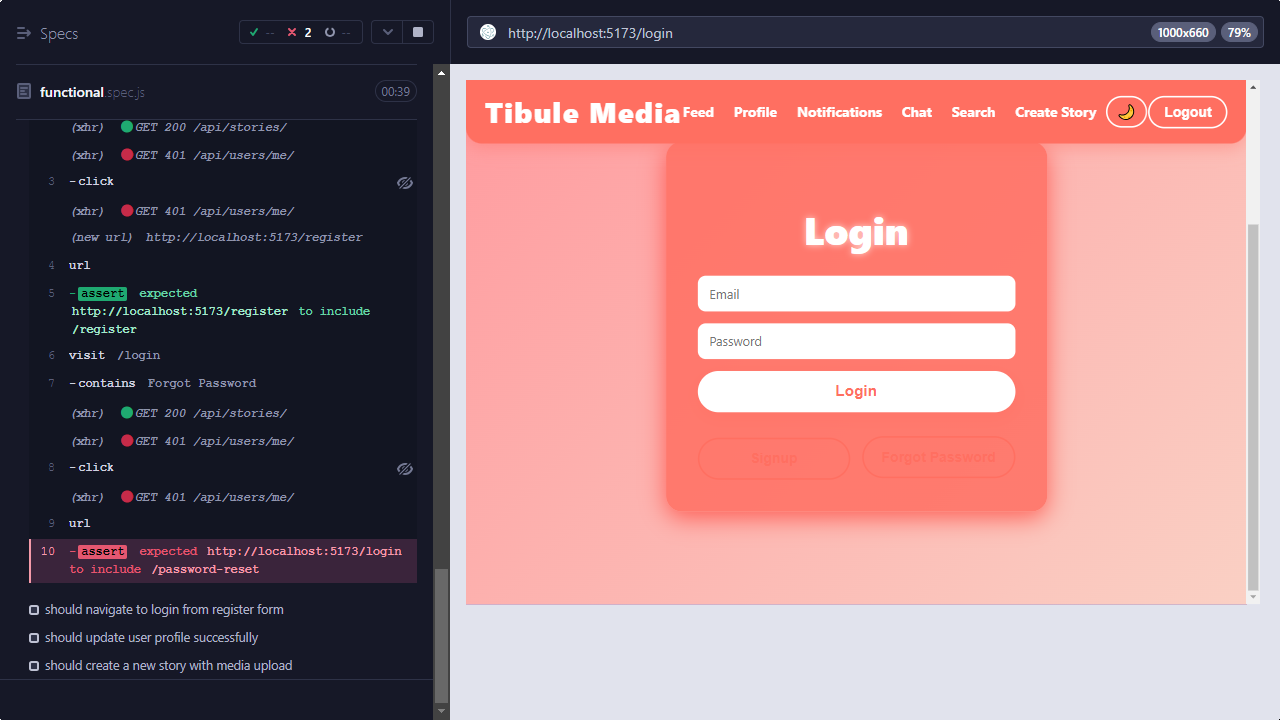 Specs
-- 2 --
http://localhost:5173/login
1000x660
79%
functional.spec.js
00:39
(xhr) GET 200 /api/stories/
(xhr) GET 401 /api/users/me/
3 -click
(xhr) GET 401 /api/users/me/
(new url) http://localhost:5173/register
4 url
5 -assert expected
http://localhost:5173/register to include
/register
6 visit /login
7 -contains Forgot Password
(xhr) GET 200 /api/stories/
(xhr) GET 401 /api/users/me/
8 -click
(xhr) GET 401 /api/users/me/
9 url
10 -assert expected http://localhost:5173/login
to include /password-reset
should navigate to login from register form
should update user profile successfully
should create a new story with media upload
Tibule Media
Feed Profile Notifications Chat Search Create Story Logout
Login
Email
Password
Login
Signup Forgot Password